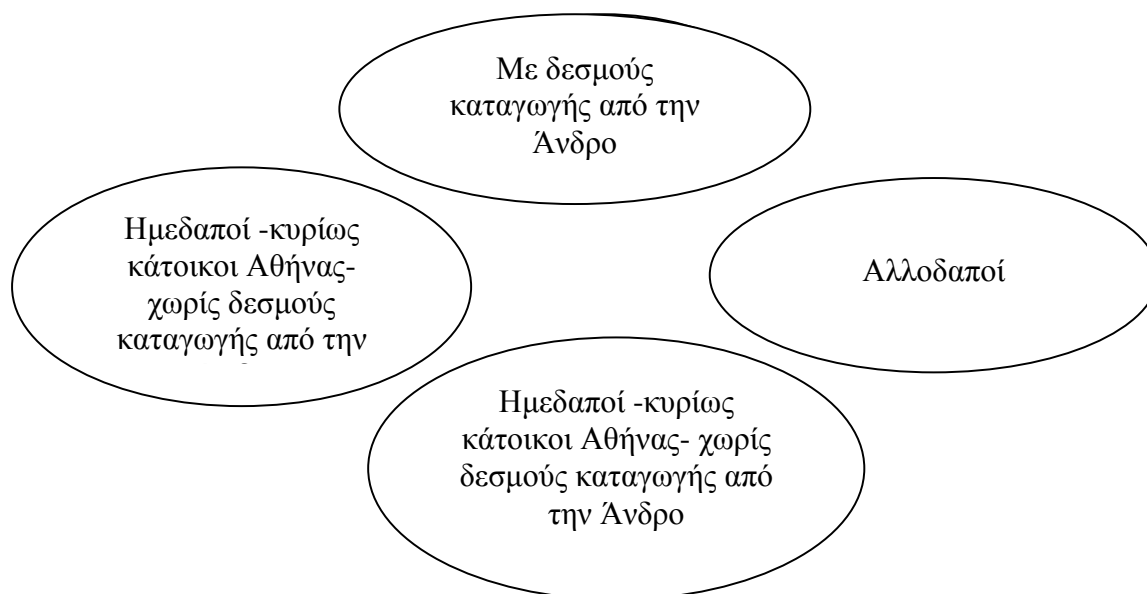 Με δεσμούς
καταγωγής από την
Άνδρο
Ημεδαποί -κυρίως
κάτοικοι Αθήνας-
χωρίς δεσμούς
καταγωγής από την
Αλλοδαποί
Ημεδαποί -κυρίως
κάτοικοι Αθήνας- χωρίς
δεσμούς καταγωγής από
την Άνδρο